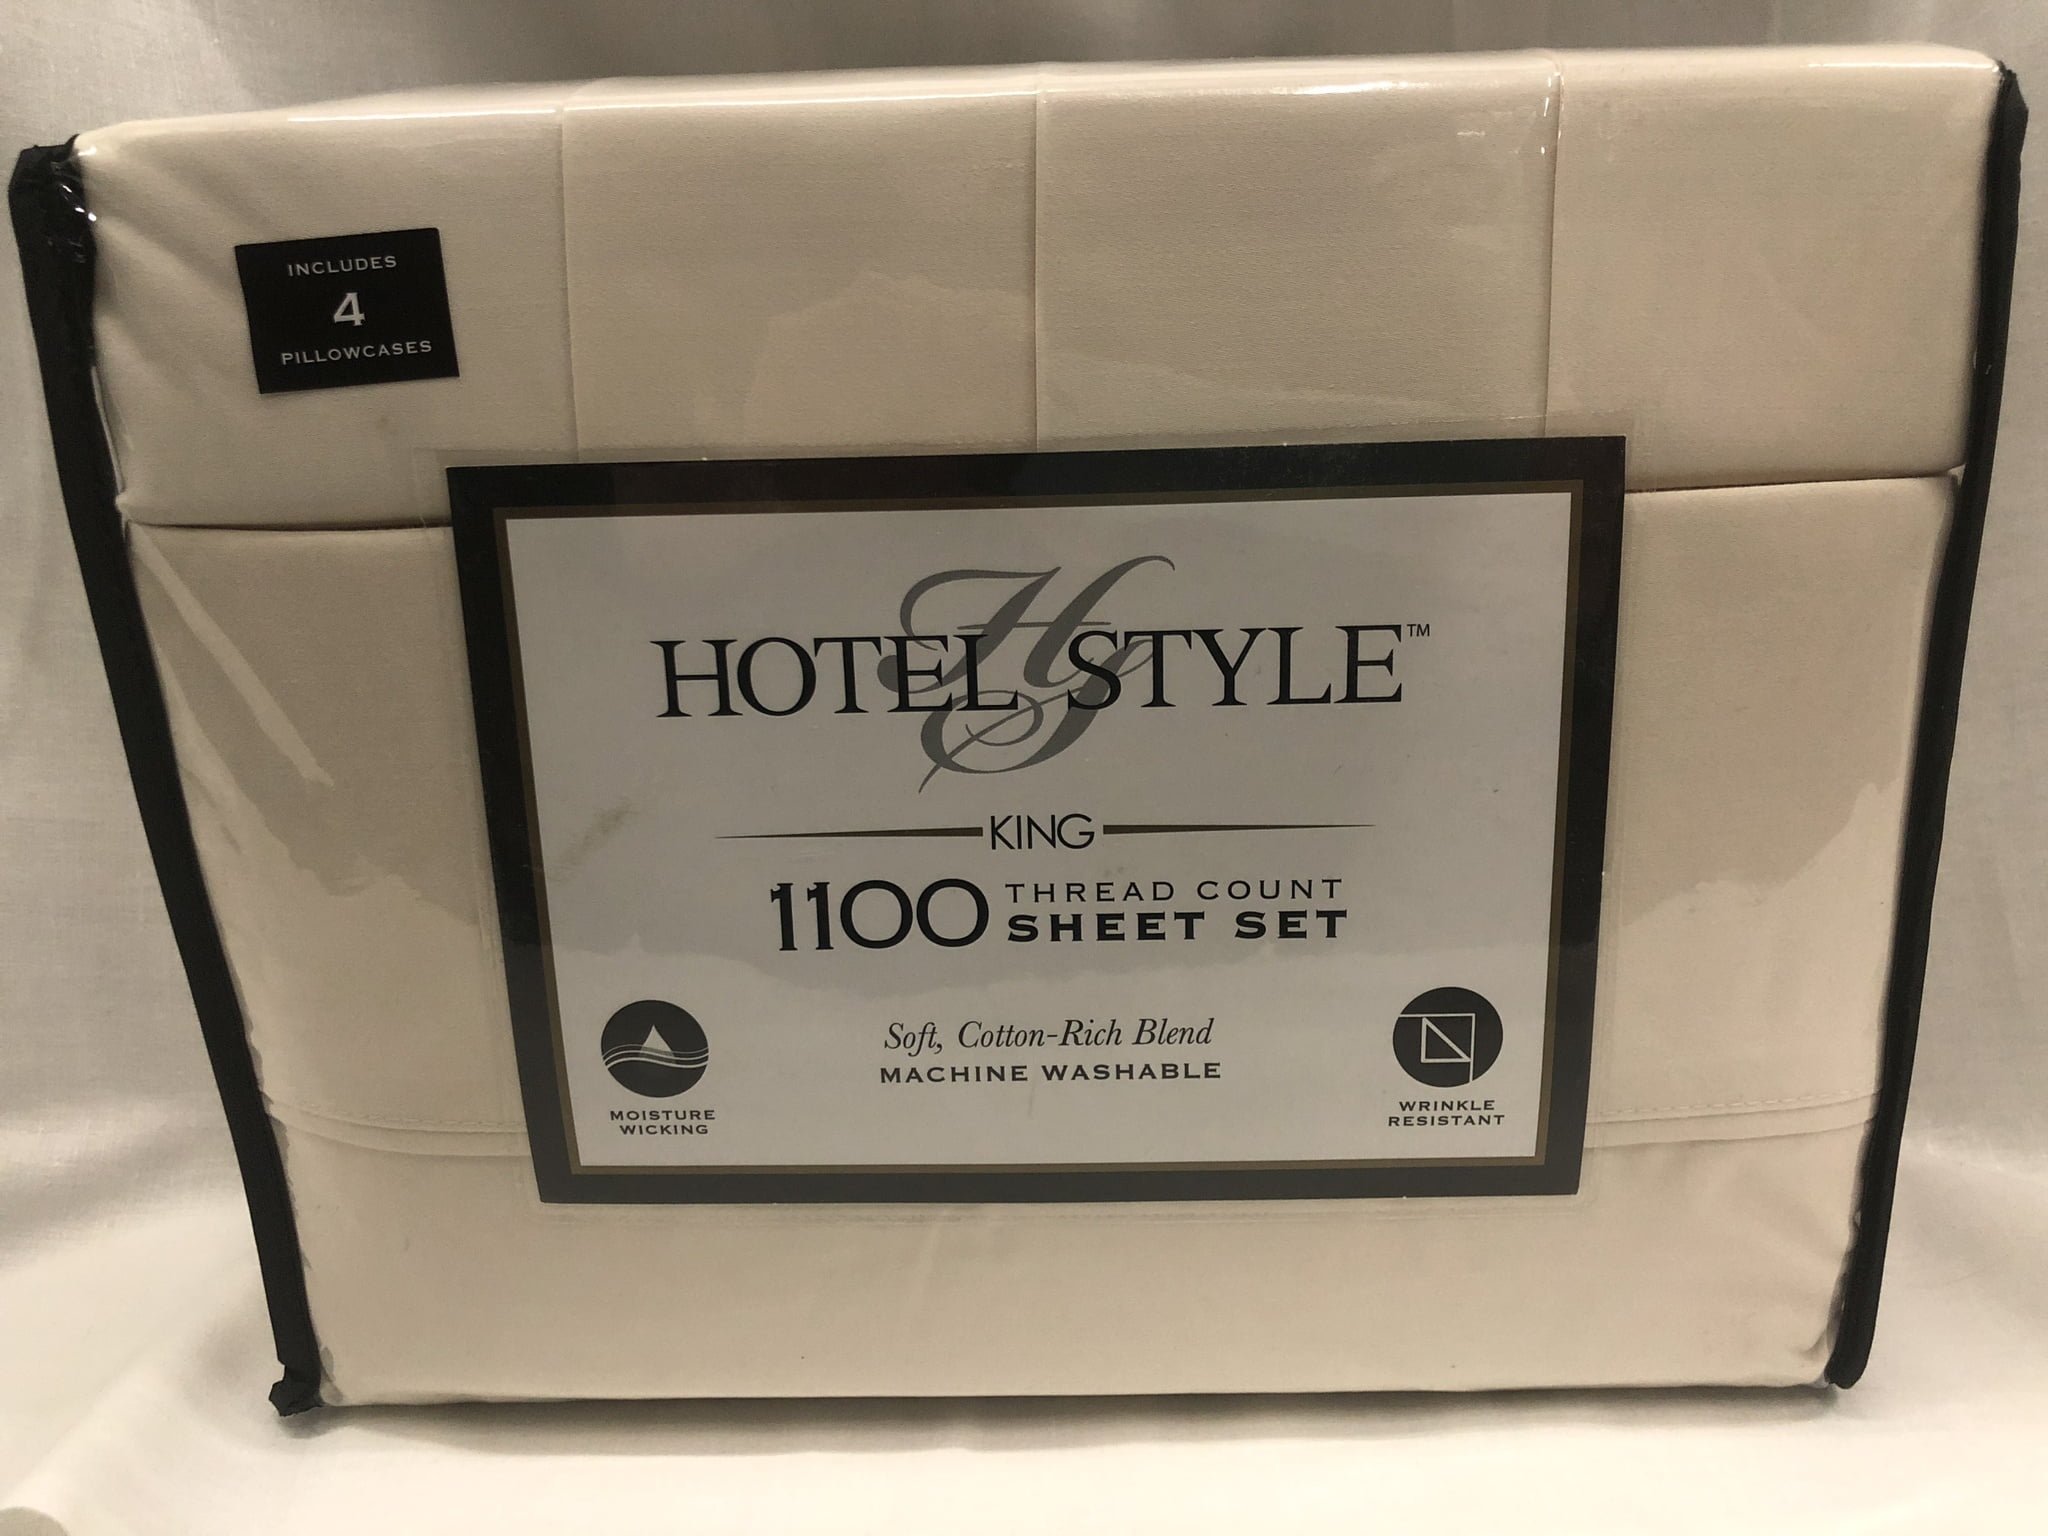 INCLUDES
4
PILLOWCASES
HS
HOTEL STYLE™
KING
1100 THREAD COUNT
SHEET SET
Soft, Cotton-Rich Blend
MACHINE WASHABLE
MOISTURE
WICKING
WRINKLE
RESISTANT